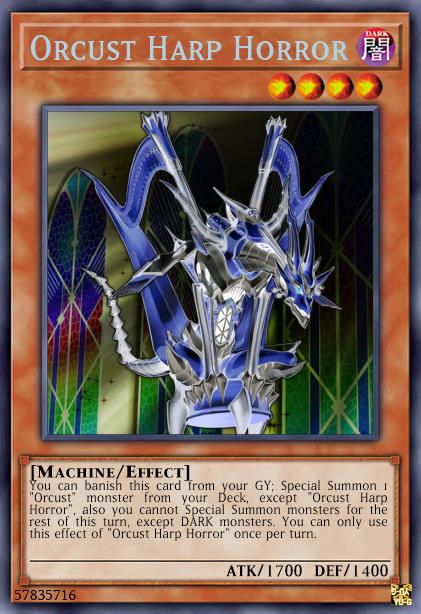 Orcust Harp Horror
DARK
闇
[Machine/Effect]
You can banish this card from your GY; Special Summon 1
"Orcust" monster from your Deck, except "Orcust Harp
Horror", also you cannot Special Summon monsters for the
rest of this turn, except DARK monsters. You can only use
this effect of "Orcust Harp Horror" once per turn.
ATK/1700 DEF/1400
57835716